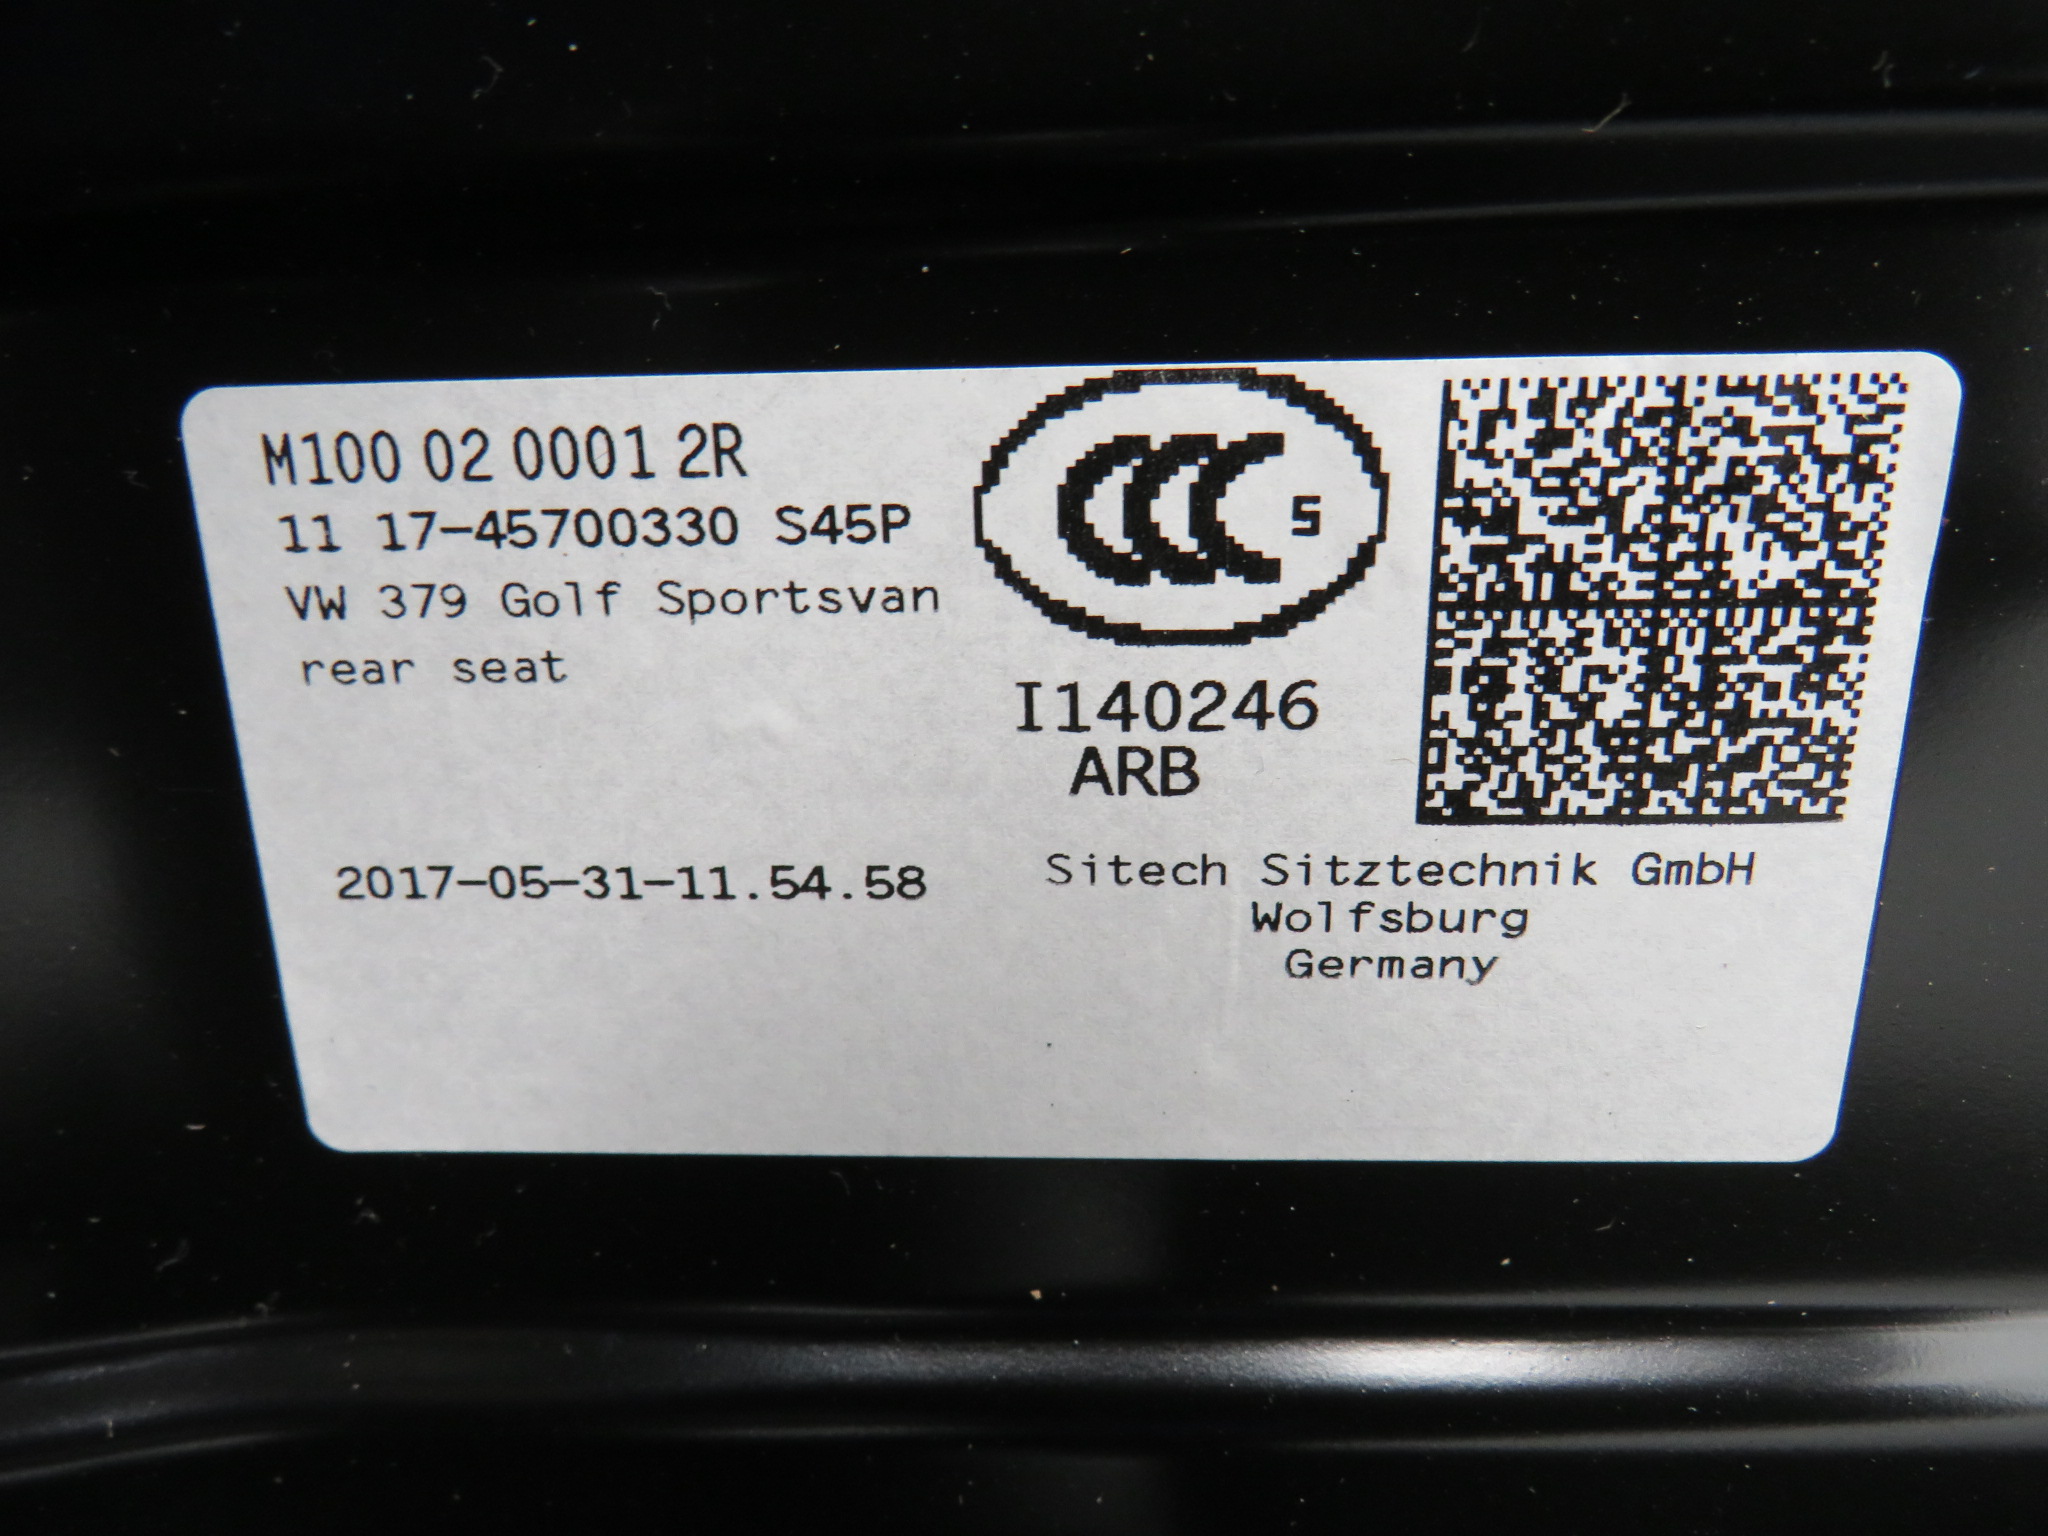 M100 02 0001 2R
11 17-45700330 S45P
VW 379 Golf Sportsvan
rear seat
2017-05-31-11.54.58
CCC S
I140246
ARB
Sitech Sitztechnik GmbH
Wolfsburg
Germany